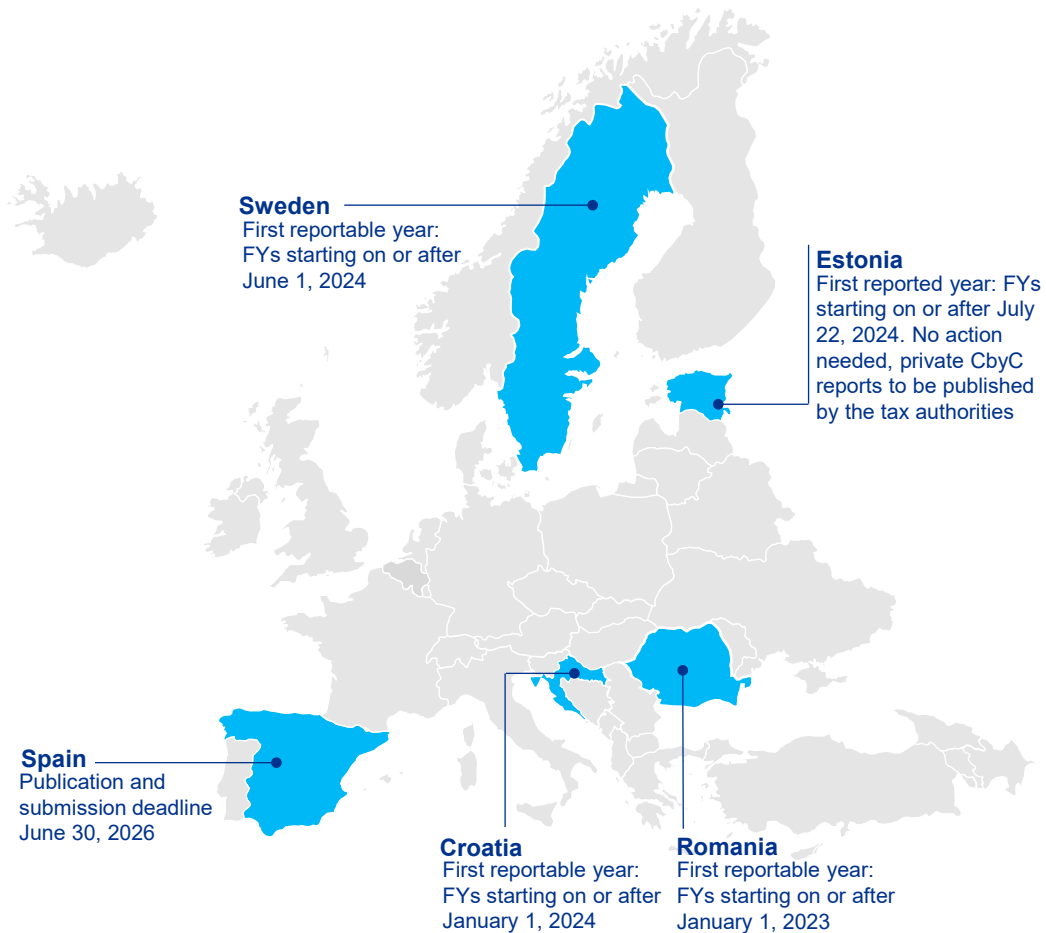 Sweden
First reportable year:
FYs starting on or after
June 1, 2024
Estonia
First reported year: FYs
starting on or after July
22, 2024. No action
needed, private CbyC
reports to be published
by the tax authorities
Spain
Publication and
submission deadline
June 30, 2026
Croatia
First reportable year:
FYs starting on or after
January 1, 2024
Romania
First reportable year:
FYs starting on or after
January 1, 2023